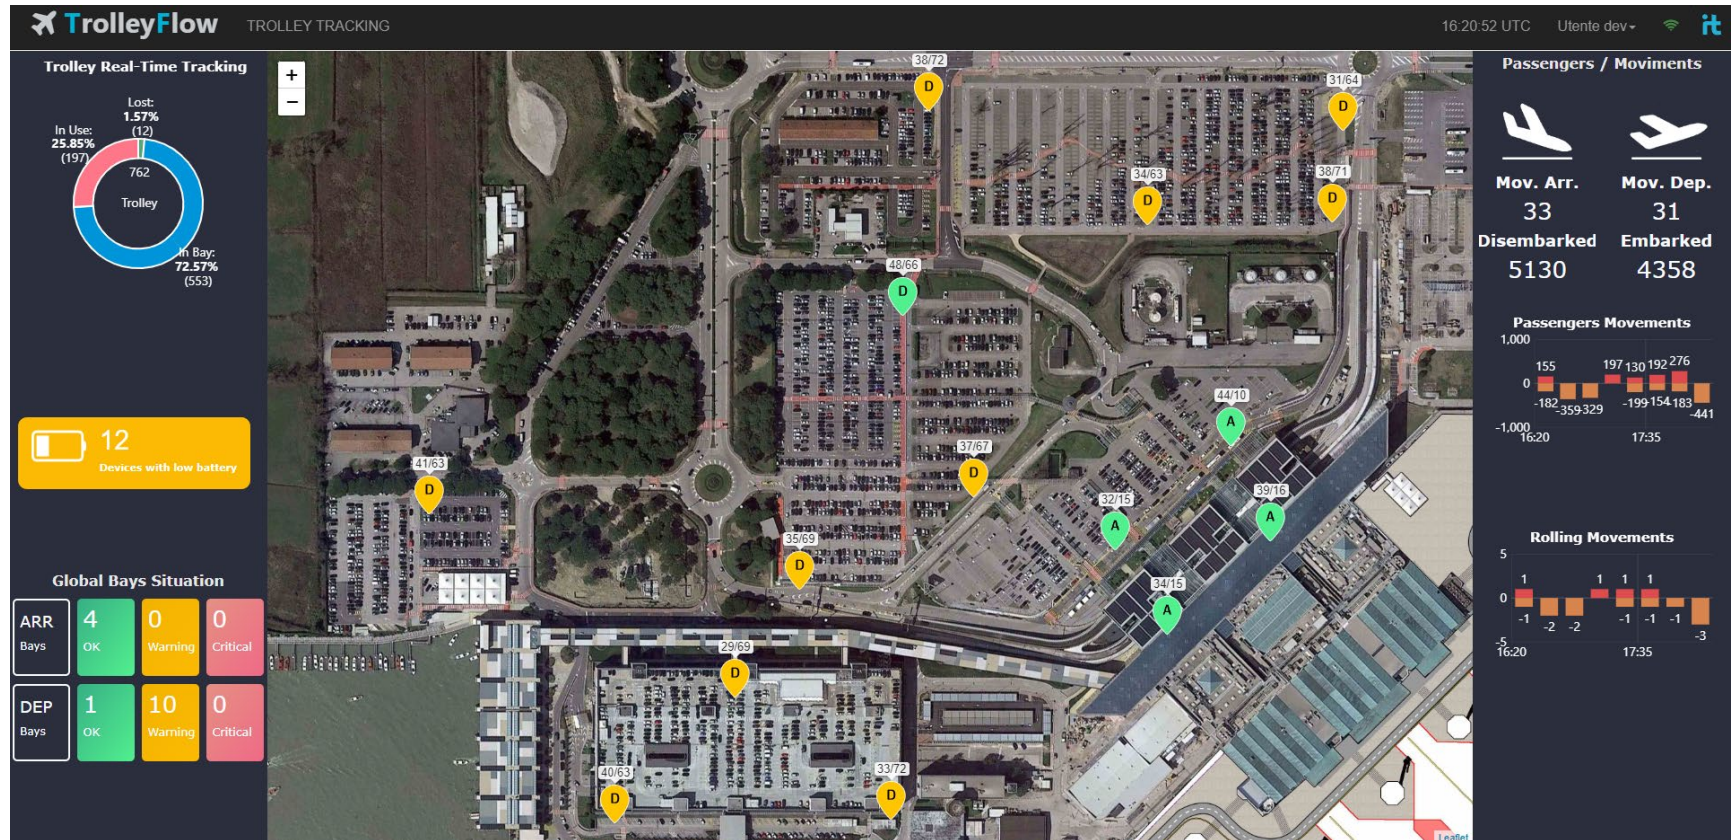 TrolleyFlow TROLLEY TRACKING 16:20:52 UTC Utente dev it
Trolley Real-Time Tracking
Lost:
1.57%
(12)
In Use:
25.85%
(197)
762
Trolley
In Bay:
72.57%
(553)
12
Devices with low battery
Global Bays Situation
ARR
Bays
4
OK
0
Warning
0
Critical
DEP
Bays
1
OK
10
Warning
0
Critical
+
−
38/72
D
31/64
D
34/63
D
38/71
D
48/66
D
44/10
A
37/67
D
41/63
D
32/15
A
39/16
A
35/69
D
34/15
A
29/69
D
40/63
D
33/72
D
Leaflet
Passengers / Moviments
Mov. Arr.
33
Mov. Dep.
31
Disembarked
5130
Embarked
4358
Passengers Movements
1,000
155 197 130 192 276
0
-182 -359 -329 -199 -154 -183 -441
-1,000
16:20 17:35
Rolling Movements
5
1 1 1 1
0
-1 -2 -2 -1 -1 -1 -3
-5
16:20 17:35